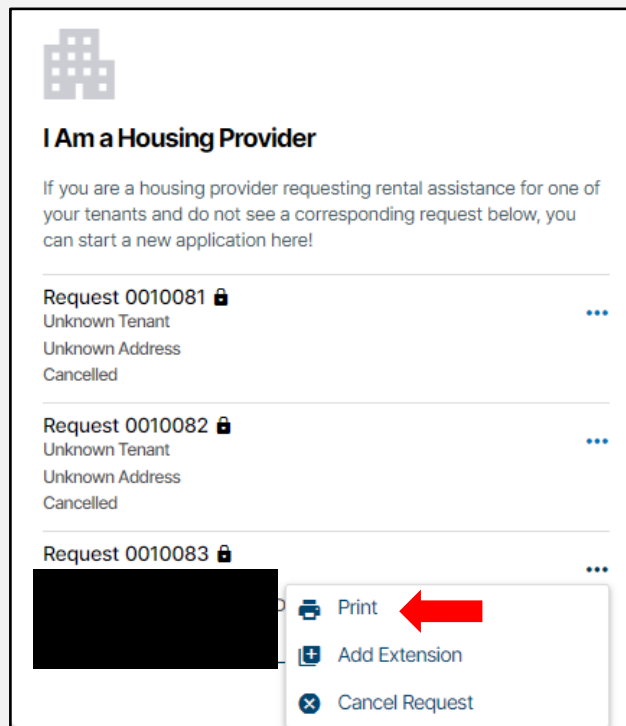 I Am a Housing Provider
If you are a housing provider requesting rental assistance for one of
your tenants and do not see a corresponding request below, you
can start a new application here!
Request 0010081
Unknown Tenant
Unknown Address
Cancelled
Request 0010082
Unknown Tenant
Unknown Address
Cancelled
Request 0010083
Print
Add Extension
Cancel Request